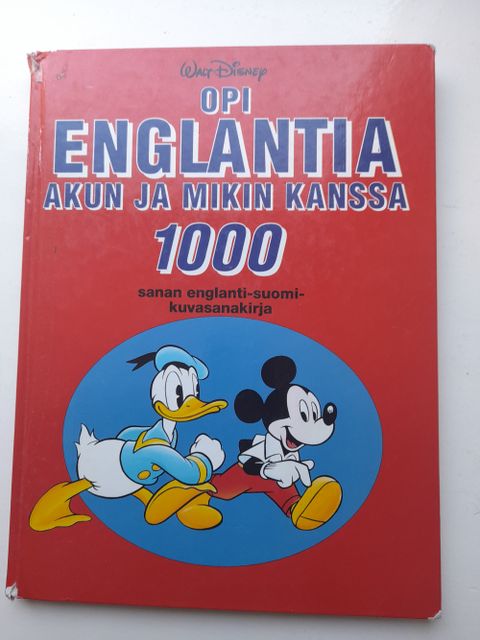 WALT DISNEY
OPI
ENGLANTIA
AKUN JA MIKIN KANSSA
1000
sanan englanti-suomi-
kuvasanakirja